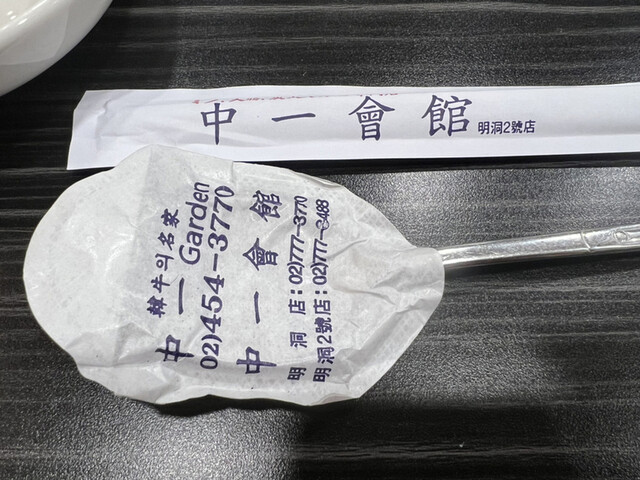 中一會館 明洞2號店
韓牛의 名家
中一 Garden
02)454-3770
中一會館
明洞店 : 02)777-3770
明洞2號店 : 02)777-6488